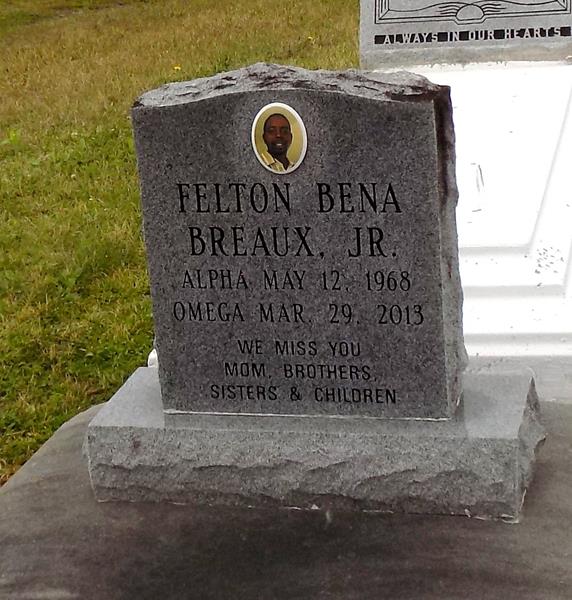 ALWAYS IN OUR HEARTS
FELTON BENA
BREAUX, JR.
ALPHA MAY 12, 1968
OMEGA MAR. 29, 2013
WE MISS YOU
MOM, BROTHERS,
SISTERS & CHILDREN